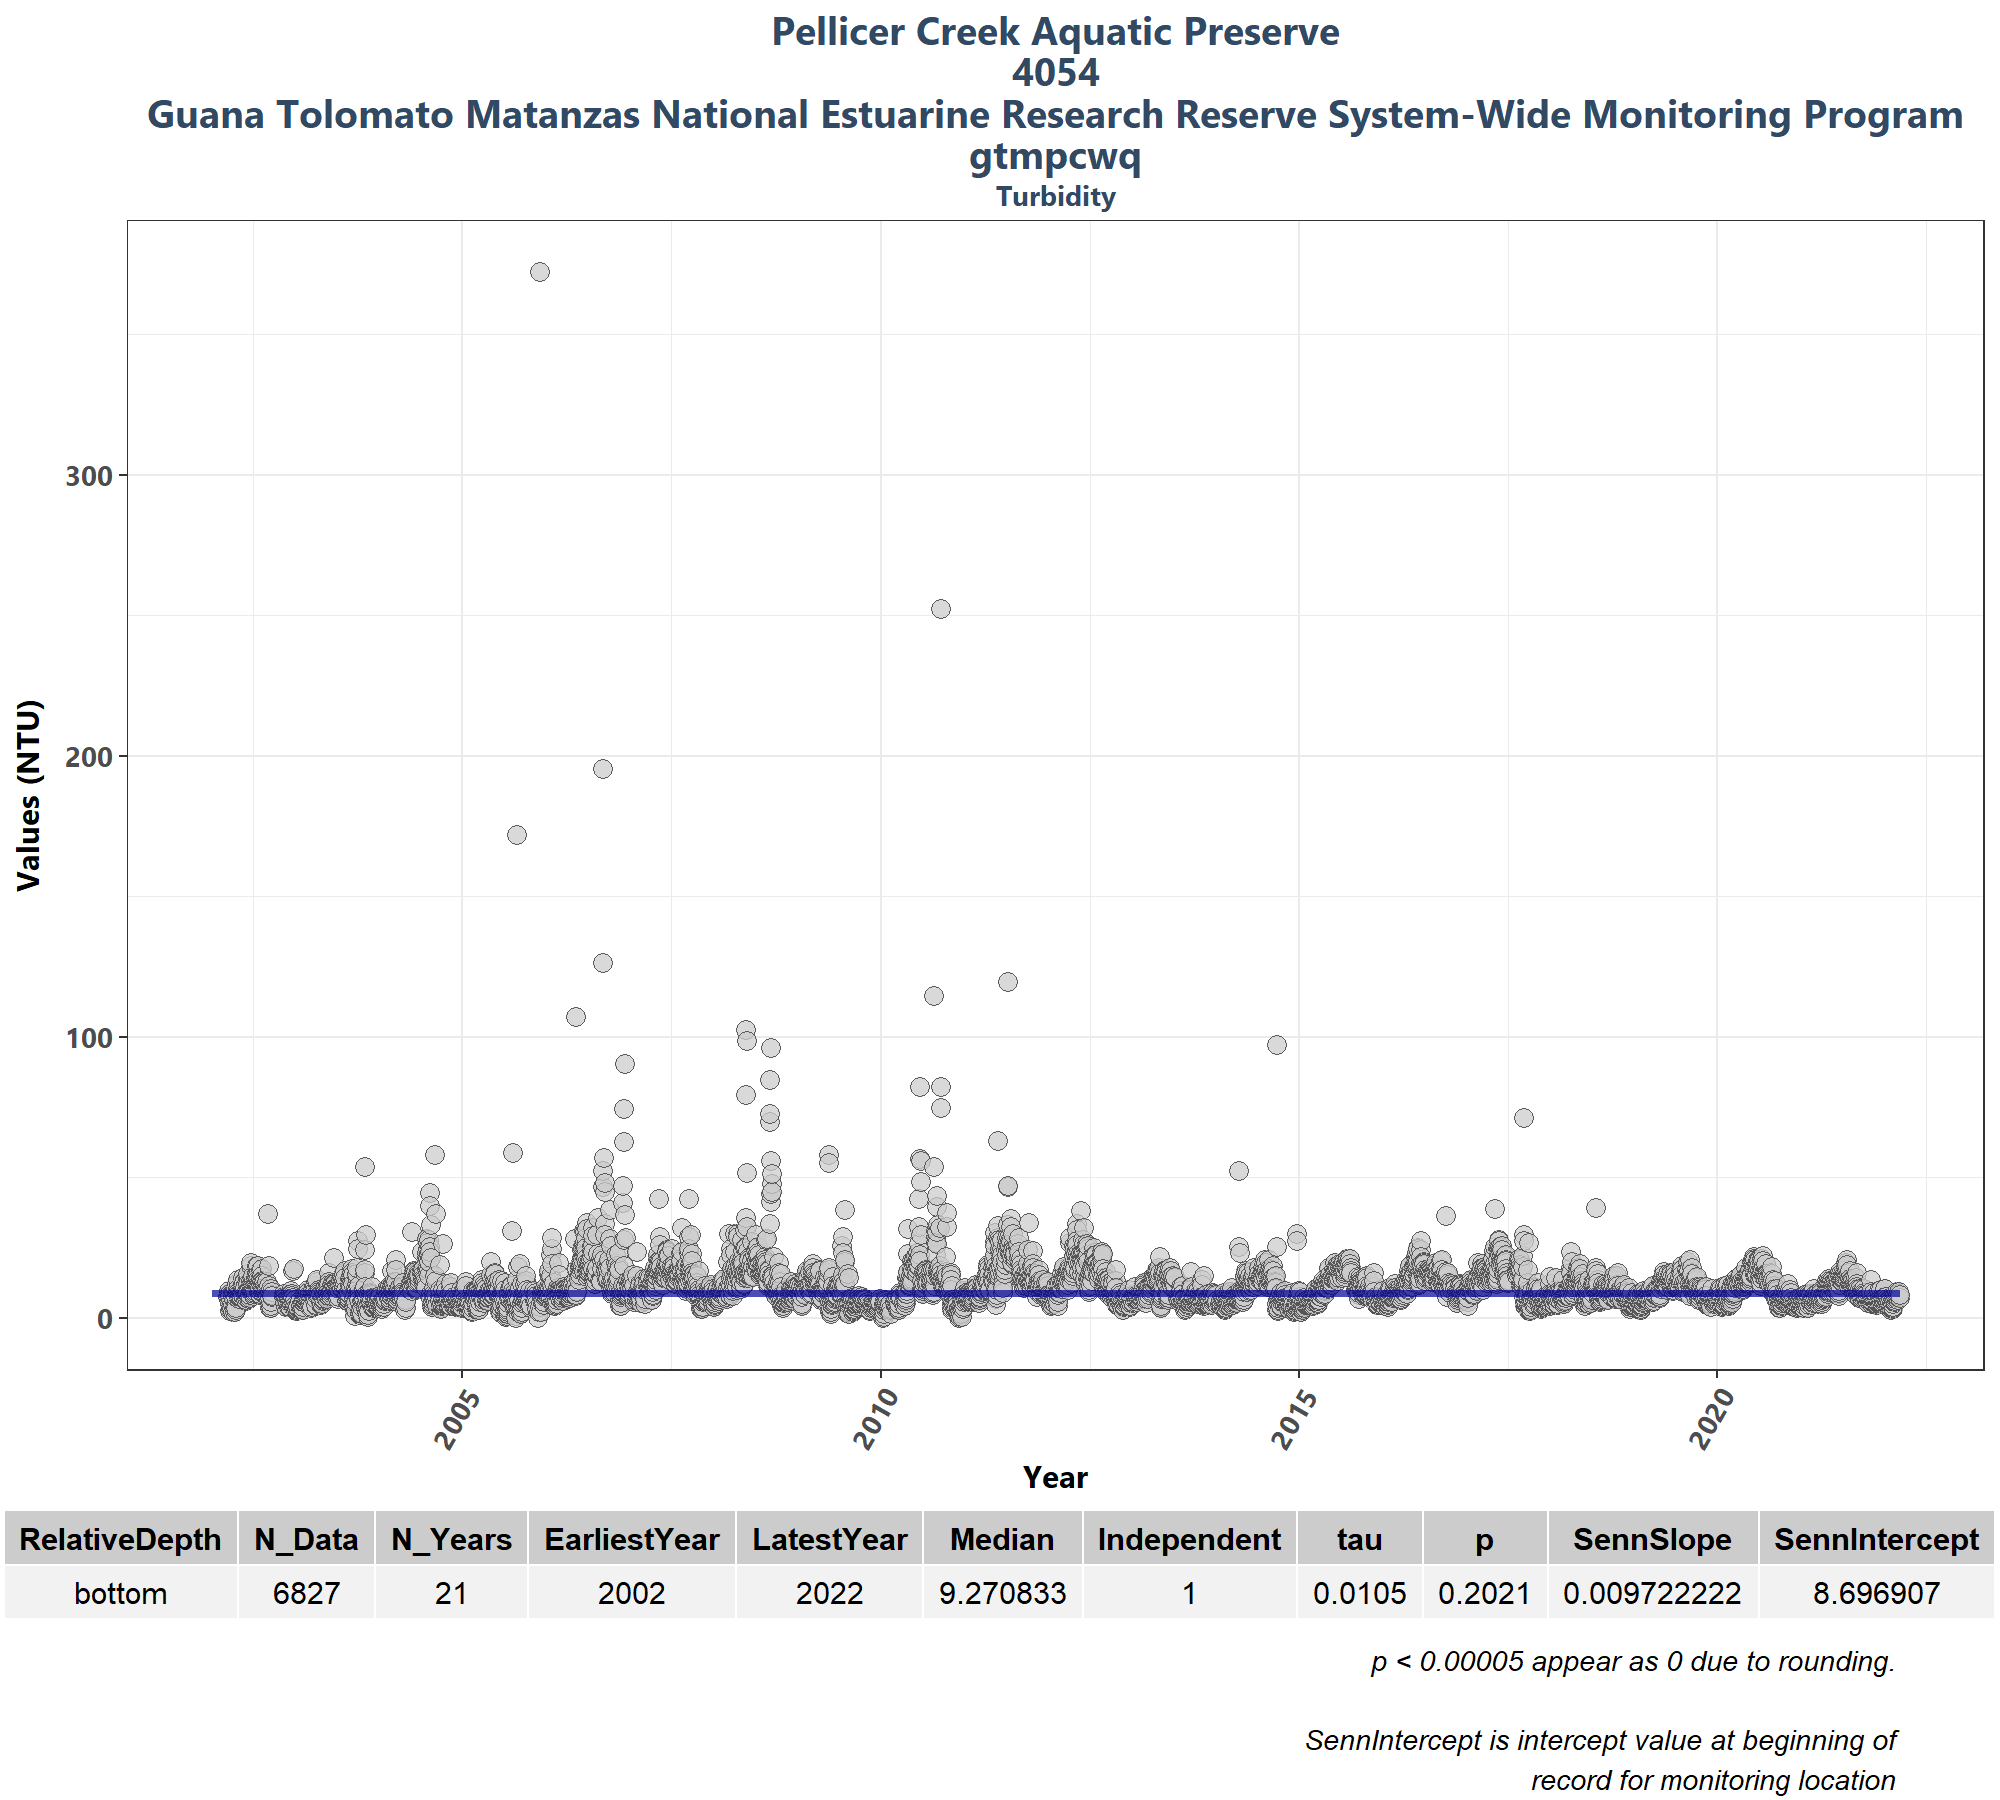 Pellicer Creek Aquatic Preserve
4054
Guana Tolomato Matanzas National Estuarine Research Reserve System-Wide Monitoring Program
gtmpcwq
Turbidity
Values (NTU)
300
200
100
0
2005
2010
2015
2020
Year
RelativeDepth N_Data N_Years EarliestYear LatestYear Median Independent tau p SennSlope SennIntercept
bottom 6827 21 2002 2022 9.270833 1 0.0105 0.2021 0.009722222 8.696907
p < 0.00005 appear as 0 due to rounding.
SennIntercept is intercept value at beginning of
record for monitoring location